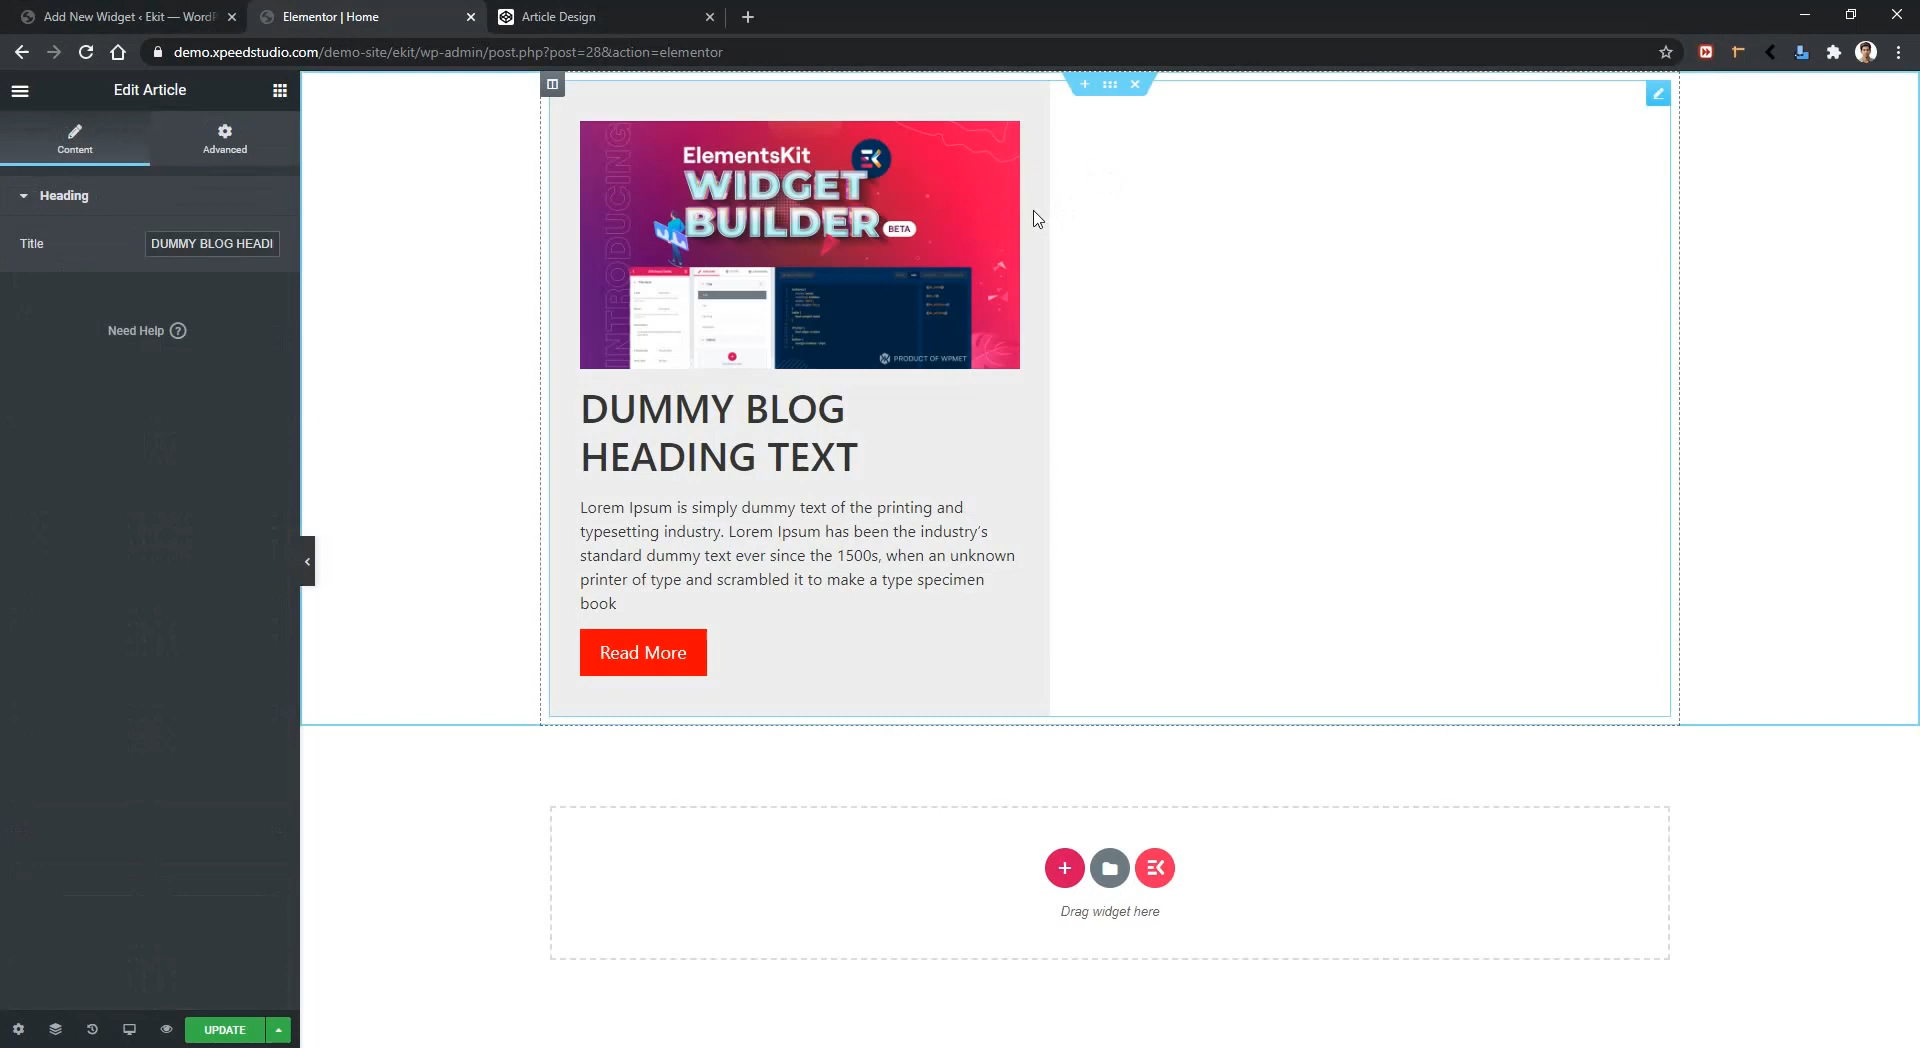 Add New Widget ‹ Ekit — WordP
Elementor | Home
Article Design
demo.xpeedstudio.com/demo-site/ekit/wp-admin/post.php?post=28&action=elementor
Edit Article
Content
Advanced
Heading
Title
DUMMY BLOG HEADI
Need Help ?
INTRODUCING
ElementsKit
WIDGET
BUILDER
BETA
PRODUCT OF WPMET
DUMMY BLOG
HEADING TEXT
Lorem Ipsum is simply dummy text of the printing and
typesetting industry. Lorem Ipsum has been the industry's
standard dummy text ever since the 1500s, when an unknown
printer of type and scrambled it to make a type specimen
book
Read More
Drag widget here
UPDATE